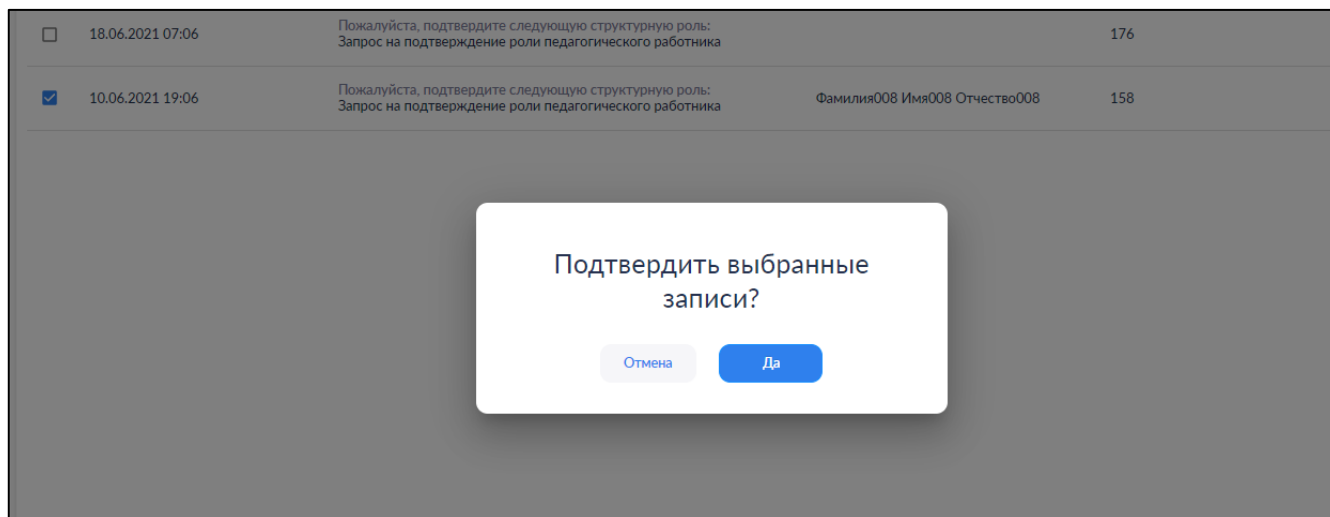 18.06.2021 07:06
Пожалуйста, подтвердите следующую структурную роль:
Запрос на подтверждение роли педагогического работника
176
10.06.2021 19:06
Пожалуйста, подтвердите следующую структурную роль:
Запрос на подтверждение роли педагогического работника
Фамилия008 Имя008 Отчество008
158
Подтвердить выбранные
записи?
Отмена
Да